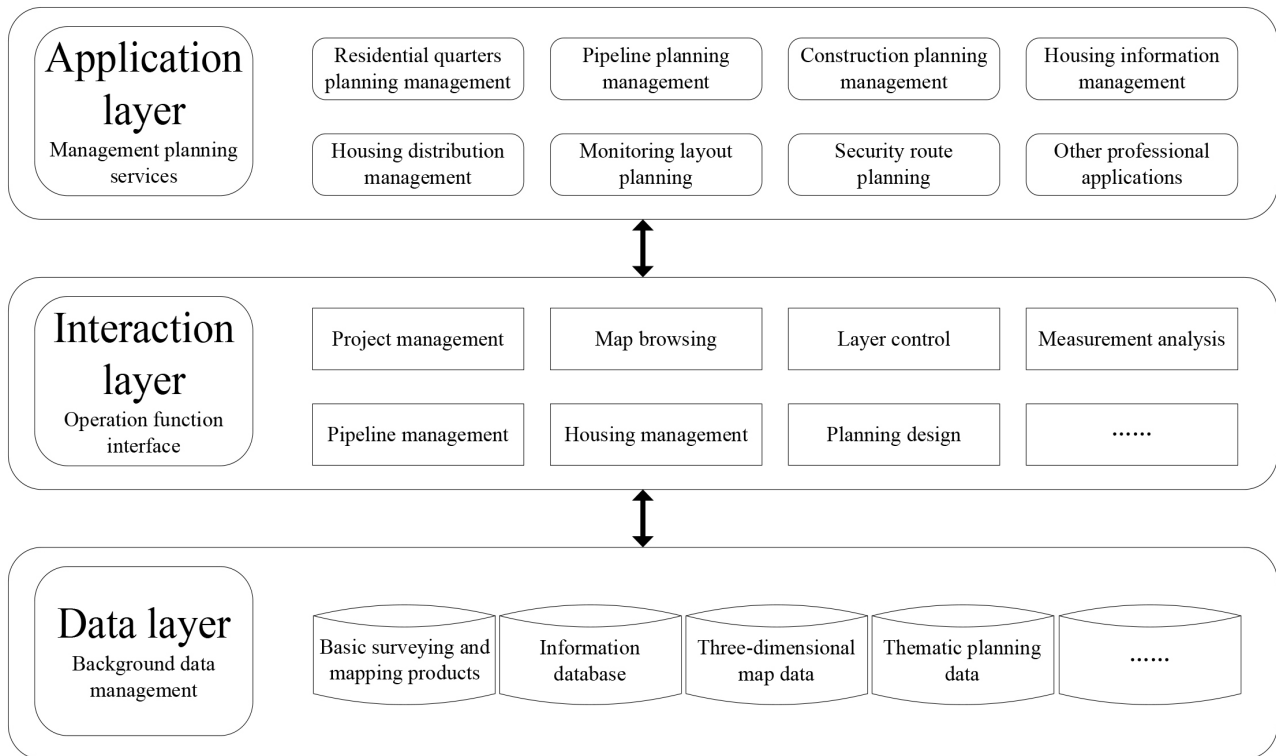 Application
layer
Management planning
services
Residential quarters
planning management
Pipeline planning
management
Construction planning
management
Housing information
management
Housing distribution
management
Monitoring layout
planning
Security route
planning
Other professional
applications
Interaction
layer
Operation function
interface
Project management
Map browsing
Layer control
Measurement analysis
Pipeline management
Housing management
Planning design
······
Data layer
Background data
management
Basic surveying and
mapping products
Information
database
Three-dimensional
map data
Thematic planning
data
······